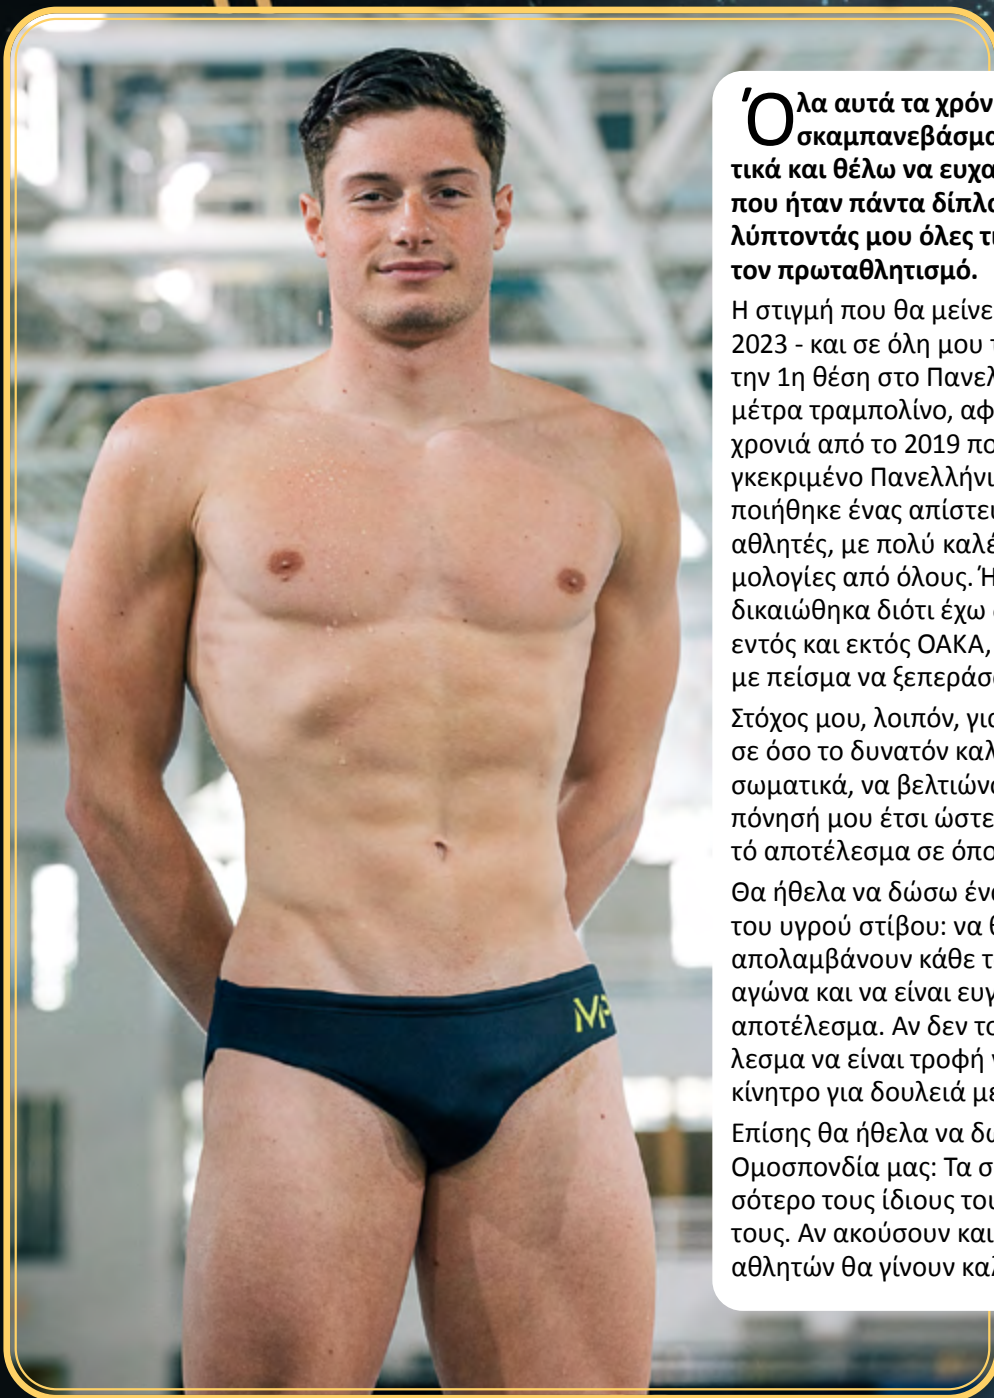 Όλα αυτά τα χρόν
σκαμπανεβάσμα
τικά και θέλω να ευχα
που ήταν πάντα δίπλα
λύπτοντάς μου όλες τι
τον πρωταθλητισμό.
Η στιγμή που θα μείνε
2023 - και σε όλη μου τ
την 1η θέση στο Πανελ
μέτρα τραμπολίνο, αφ
χρονιά από το 2019 πο
γκεκριμένο Πανελλήνι
ποιήθηκε ένας απίστευ
αθλητές, με πολύ καλέ
μολογίες από όλους. Ή
δικαιώθηκα διότι έχω
εντός και εκτός ΟΑΚΑ,
με πείσμα να ξεπεράσ
Στόχος μου, λοιπόν, για
σε όσο το δυνατόν καλ
σωματικά, να βελτιών
πόνησή μου έτσι ώστε
τό αποτέλεσμα σε όπο
Θα ήθελα να δώσω ένα
του υγρού στίβου: να
απολαμβάνουν κάθε τ
αγώνα και να είναι ευγ
αποτέλεσμα. Αν δεν το
λεσμα να είναι τροφή γ
κίνητρο για δουλειά με
Επίσης θα ήθελα να δω
Ομοσπονδία μας: Τα σ
σότερο τους ίδιους του
τους. Αν ακούσουν και
αθλητών θα γίνουν καλ
MP